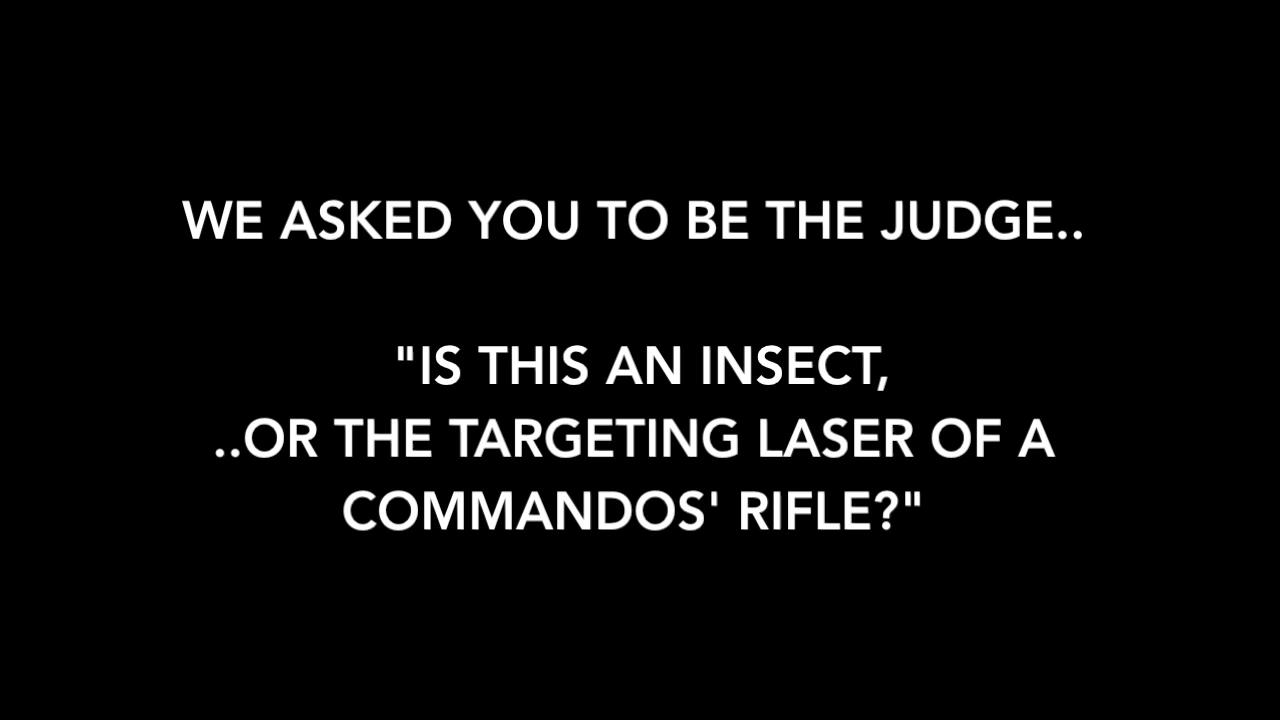 WE ASKED YOU TO BE THE JUDGE..
"IS THIS AN INSECT,
..OR THE TARGETING LASER OF A
COMMANDOS' RIFLE?"